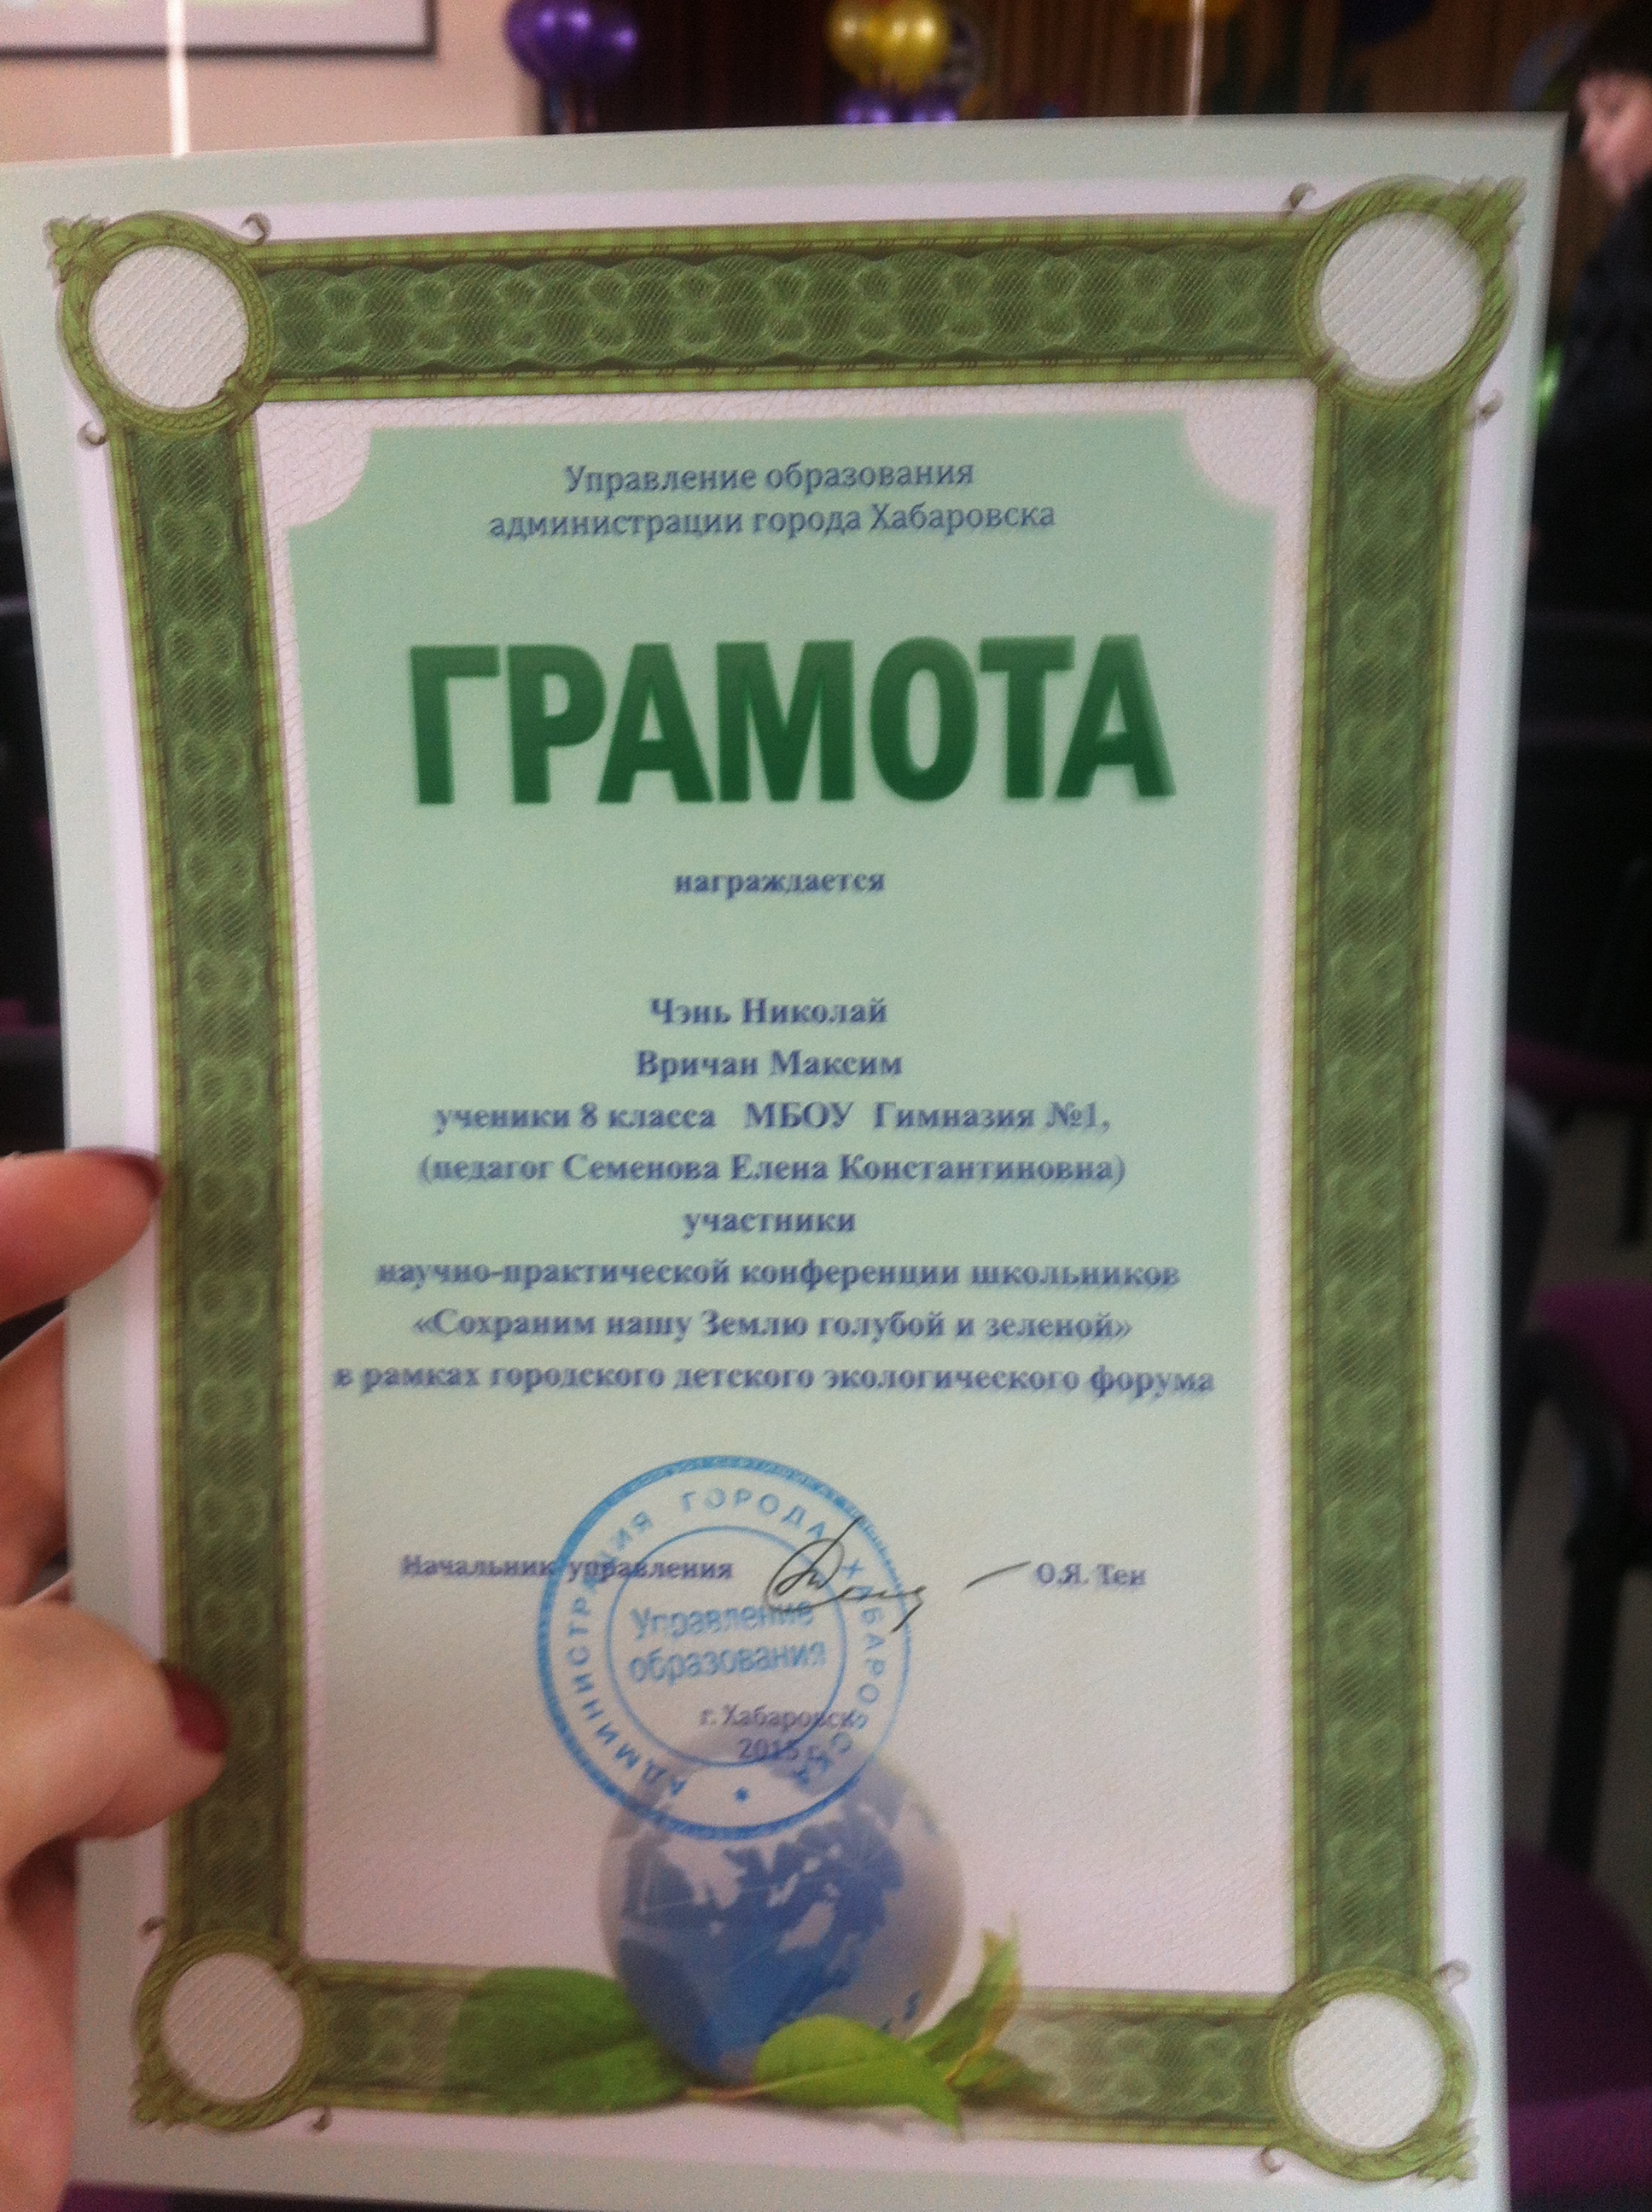 Управление образования
администрации города Хабаровска
ГРАМОТА
награждается
Чэнь Николай
Вричан Максим
ученики 8 класса МБОУ Гимназия №1,
(педагог Семенова Елена Константиновна)
участники
научно-практической конференции школьников
«Сохраним нашу Землю голубой и зеленой»
в рамках городского детского экологического форума
Начальник управления О.Я. Тен
АДМИНИСТРАЦИЯ ГОРОДА ХАБАРОВСКА
Управление
образования
г. Хабаровск
2015 г.